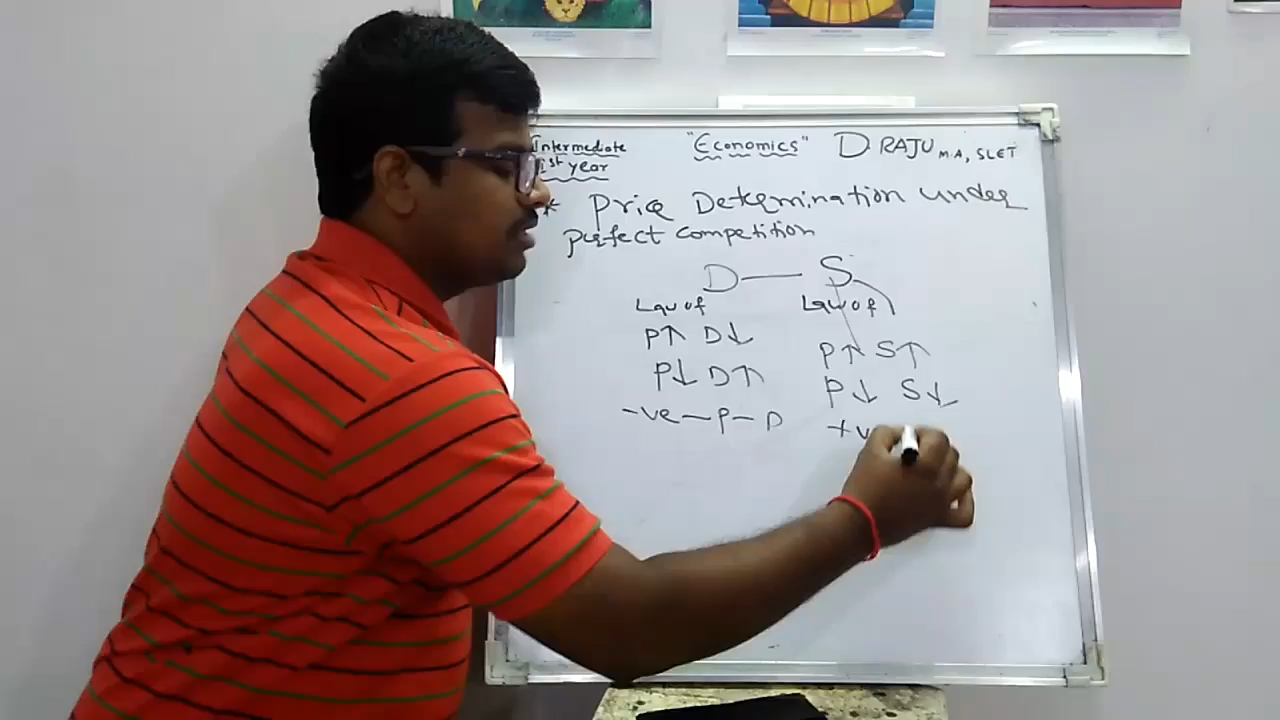 Intermediate "Economics" D RAJU M.A, SLET
1st year
* Price Determination under
perfect competition
D — S
Law of Law of
P↑ D↓ P↑ S↑
P↓ D↑ P↓ S↓
-ve — P — D +v